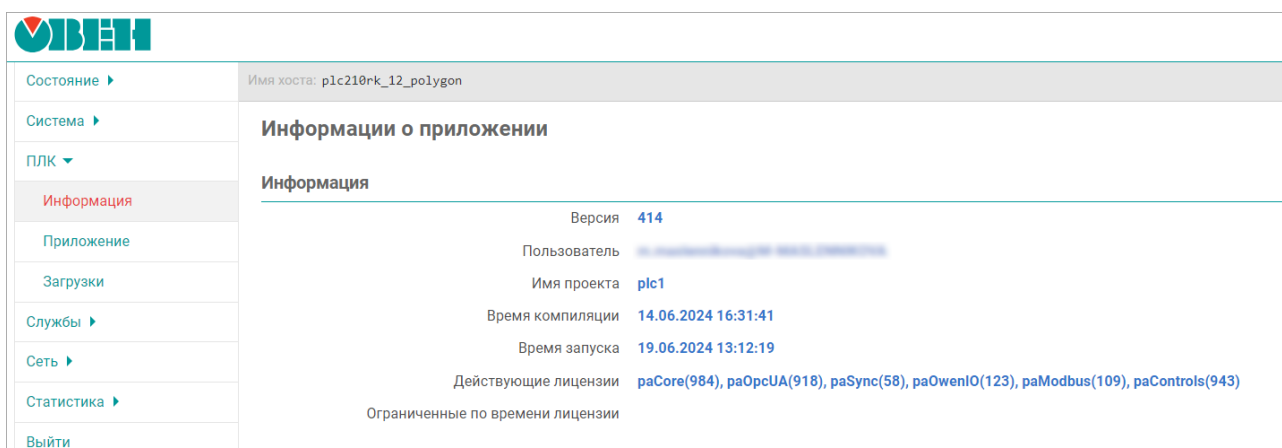 ОВЕН
Состояние
Имя хоста: plc210rk_12_polygon
Система
Информации о приложении
ПЛК
Информация
Информация
Версия 414
Приложение
Пользователь
Загрузки
Имя проекта plc1
Службы
Время компиляции 14.06.2024 16:31:41
Время запуска 19.06.2024 13:12:19
Сеть
Действующие лицензии paCore(984), paOpcUA(918), paSync(58), paOwenIO(123), paModbus(109), paControls(943)
Статистика
Ограниченные по времени лицензии
Выйти